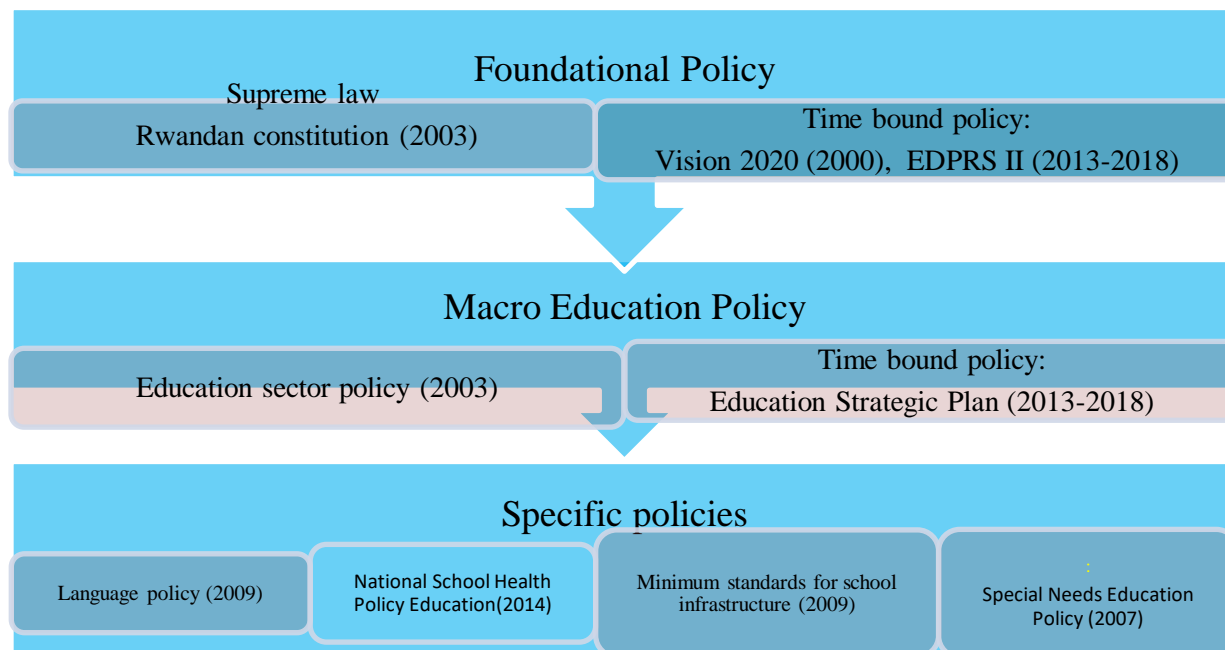 Foundational Policy
Supreme law
Rwandan constitution (2003)
Time bound policy:
Vision 2020 (2000),  EDPRS II (2013-2018)
Macro Education Policy
Education sector policy (2003)
Time bound policy:
Education Strategic Plan (2013-2018)
Specific policies
Language policy (2009)
National School Health
Policy Education(2014)
Minimum standards for school
infrastructure (2009)
:
Special Needs Education
Policy (2007)